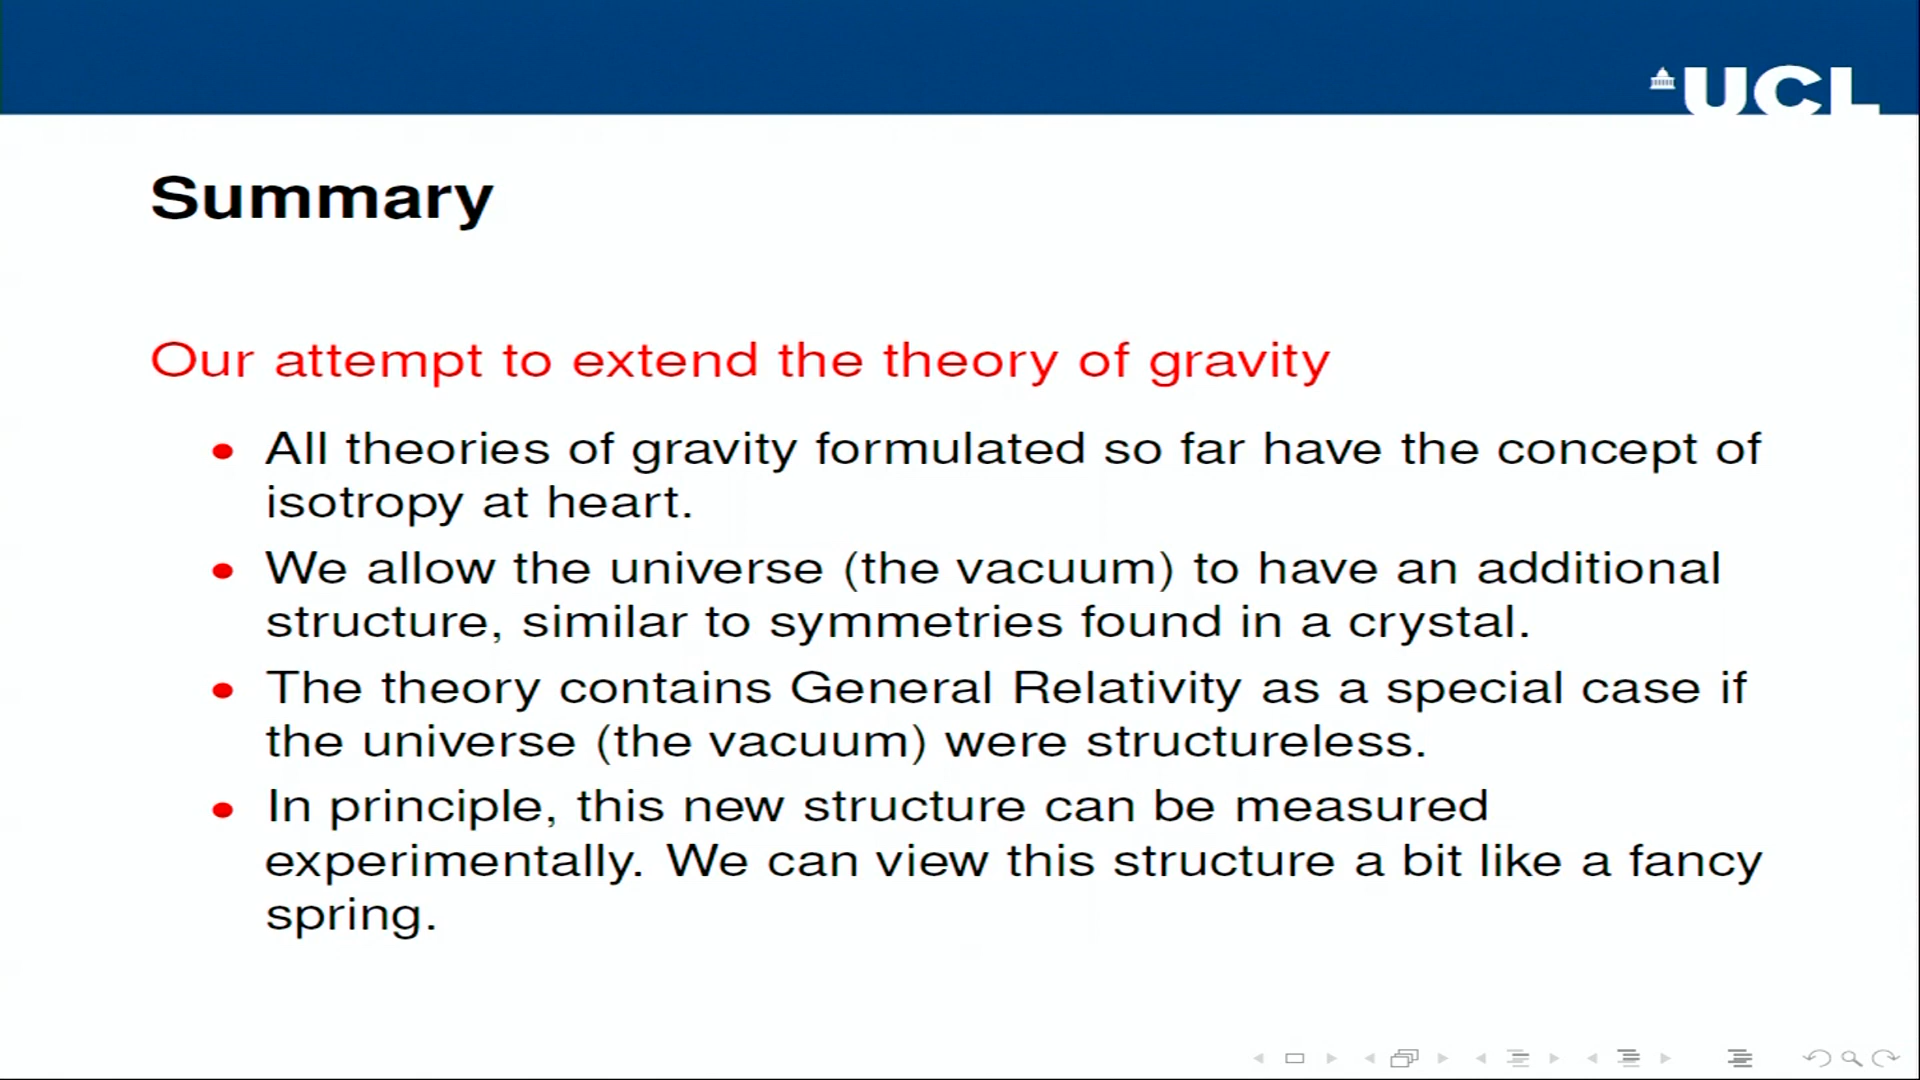 UCL
Summary
Our attempt to extend the theory of gravity
All theories of gravity formulated so far have the concept of
isotropy at heart.
We allow the universe (the vacuum) to have an additional
structure, similar to symmetries found in a crystal.
The theory contains General Relativity as a special case if
the universe (the vacuum) were structureless.
In principle, this new structure can be measured
experimentally. We can view this structure a bit like a fancy
spring.